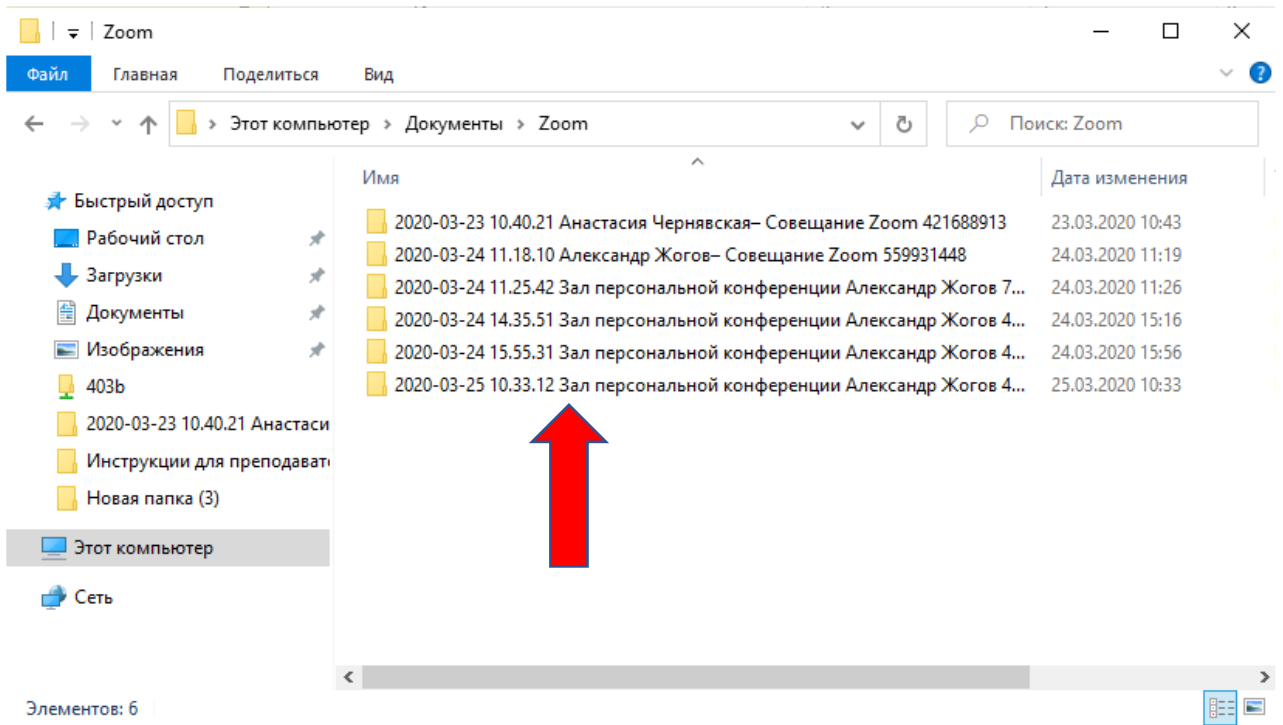 Zoom
Файл Главная Поделиться Вид
Этот компьютер › Документы › Zoom
Поиск: Zoom
Имя Дата изменения
Быстрый доступ
Рабочий стол
Загрузки
Документы
Изображения
403b
2020-03-23 10.40.21 Анастаси
Инструкции для преподават
Новая папка (3)
Этот компьютер
Сеть
2020-03-23 10.40.21 Анастасия Чернявская– Совещание Zoom 421688913 23.03.2020 10:43
2020-03-24 11.18.10 Александр Жогов– Совещание Zoom 559931448 24.03.2020 11:19
2020-03-24 11.25.42 Зал персональной конференции Александр Жогов 7... 24.03.2020 11:26
2020-03-24 14.35.51 Зал персональной конференции Александр Жогов 4... 24.03.2020 15:16
2020-03-24 15.55.31 Зал персональной конференции Александр Жогов 4... 24.03.2020 15:56
2020-03-25 10.33.12 Зал персональной конференции Александр Жогов 4... 25.03.2020 10:33
Элементов: 6